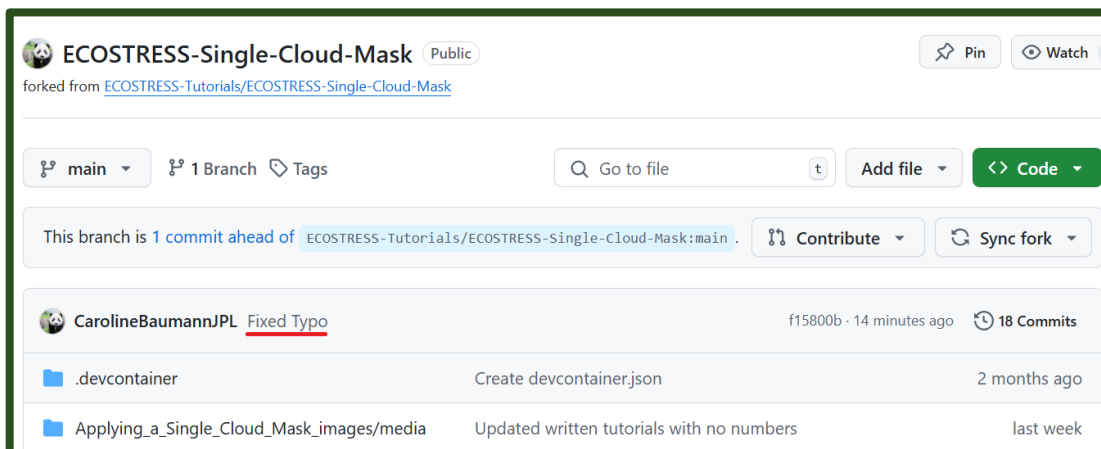 ECOSTRESS-Single-Cloud-Mask Public Pin Watch
forked from ECOSTRESS-Tutorials/ECOSTRESS-Single-Cloud-Mask
main 1 Branch Tags Go to file t Add file Code
This branch is 1 commit ahead of ECOSTRESS-Tutorials/ECOSTRESS-Single-Cloud-Mask:main . Contribute Sync fork
CarolineBaumannJPL Fixed Typo f15800b · 14 minutes ago 18 Commits
.devcontainer Create devcontainer.json 2 months ago
Applying_a_Single_Cloud_Mask_images/media Updated written tutorials with no numbers last week